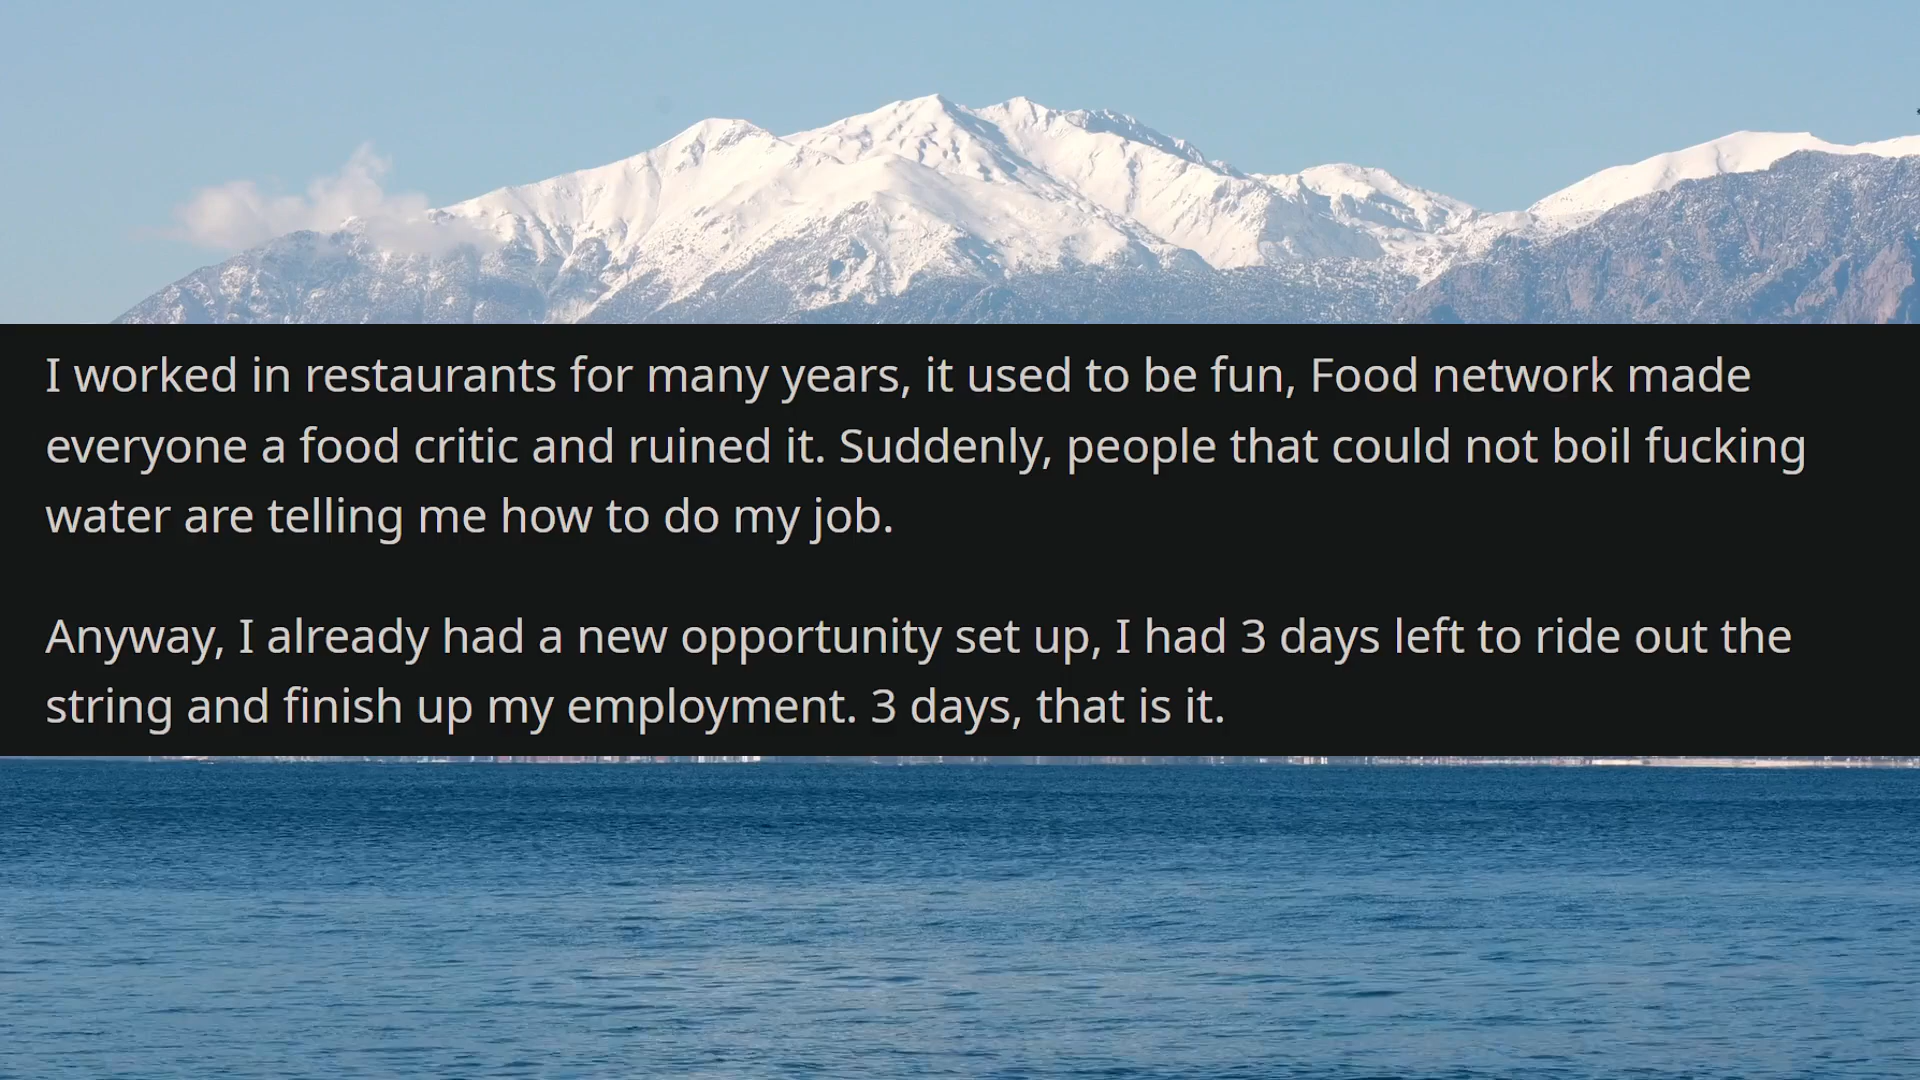 I worked in restaurants for many years, it used to be fun, Food network made
everyone a food critic and ruined it. Suddenly, people that could not boil fucking
water are telling me how to do my job.
Anyway, I already had a new opportunity set up, I had 3 days left to ride out the
string and finish up my employment. 3 days, that is it.